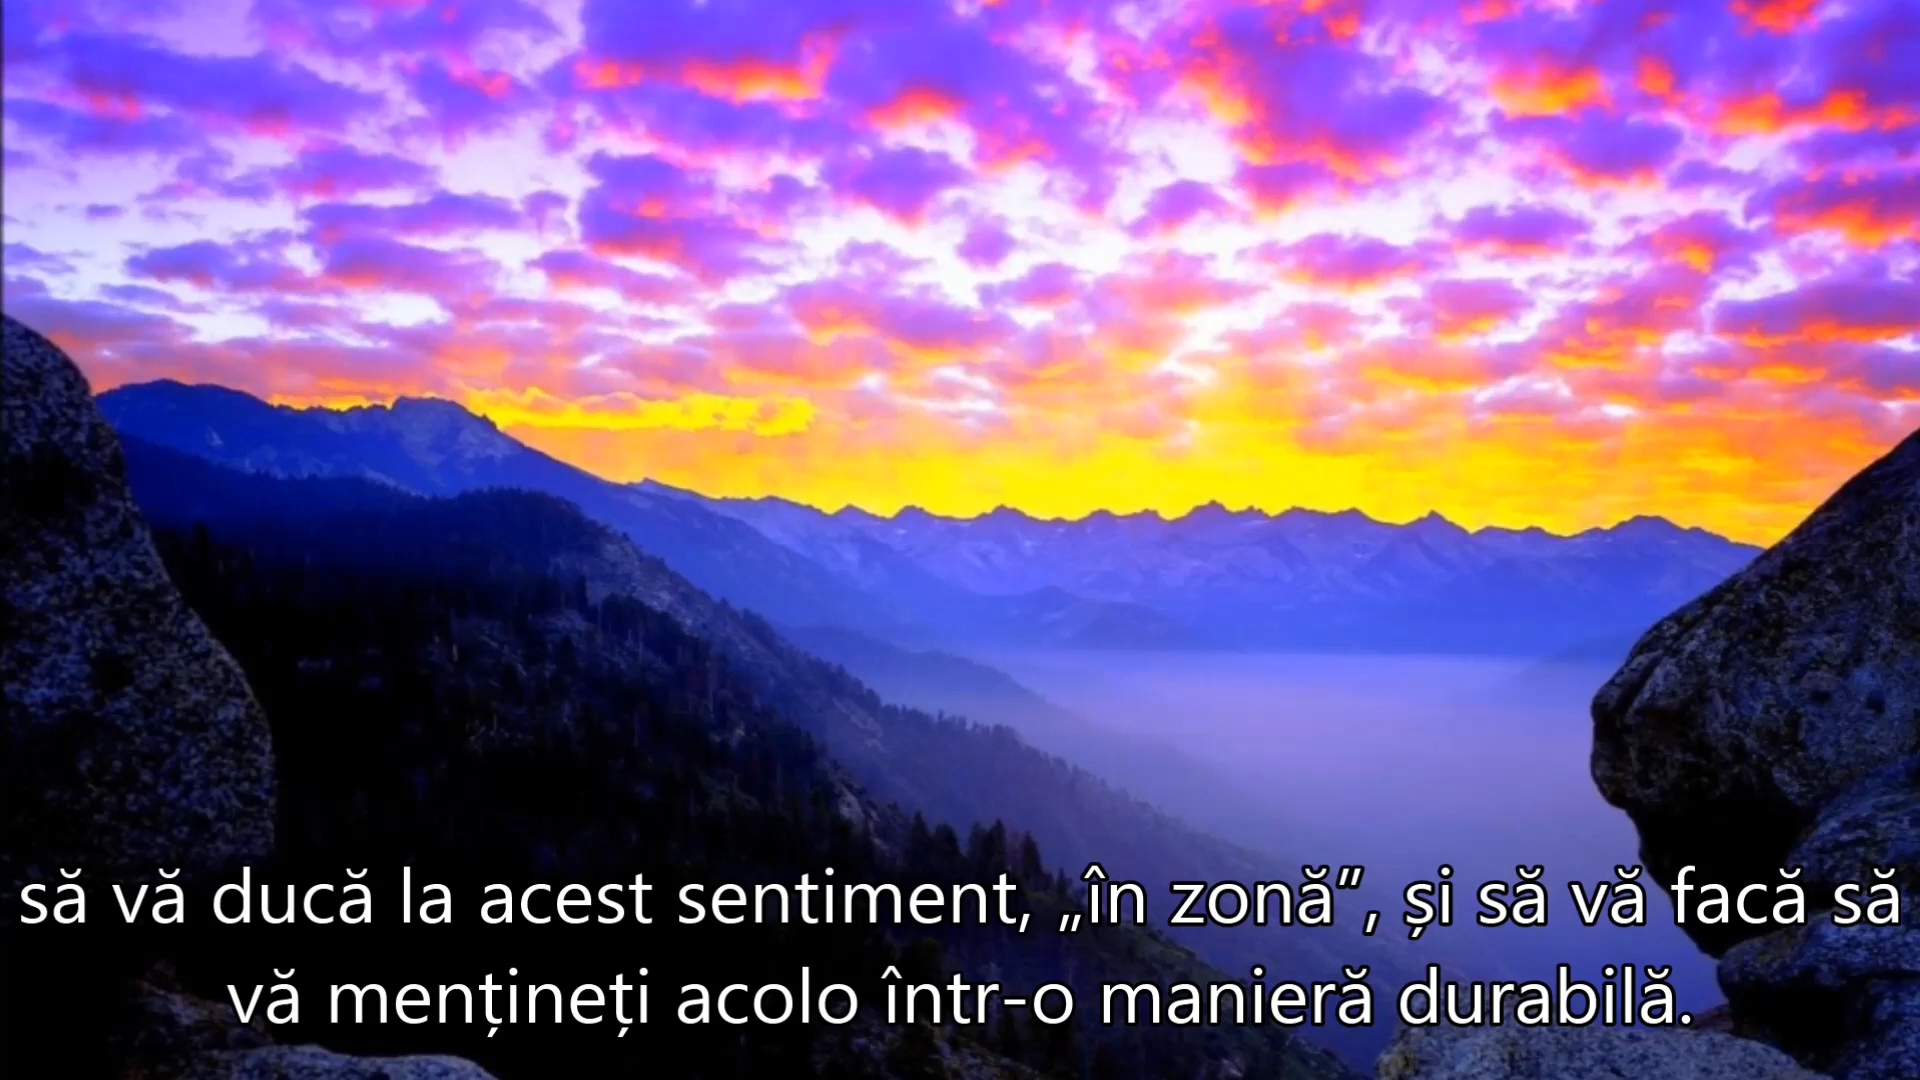 să vă ducă la acest sentiment, „în zonă”, și să vă facă să
vă mențineți acolo într-o manieră durabilă.